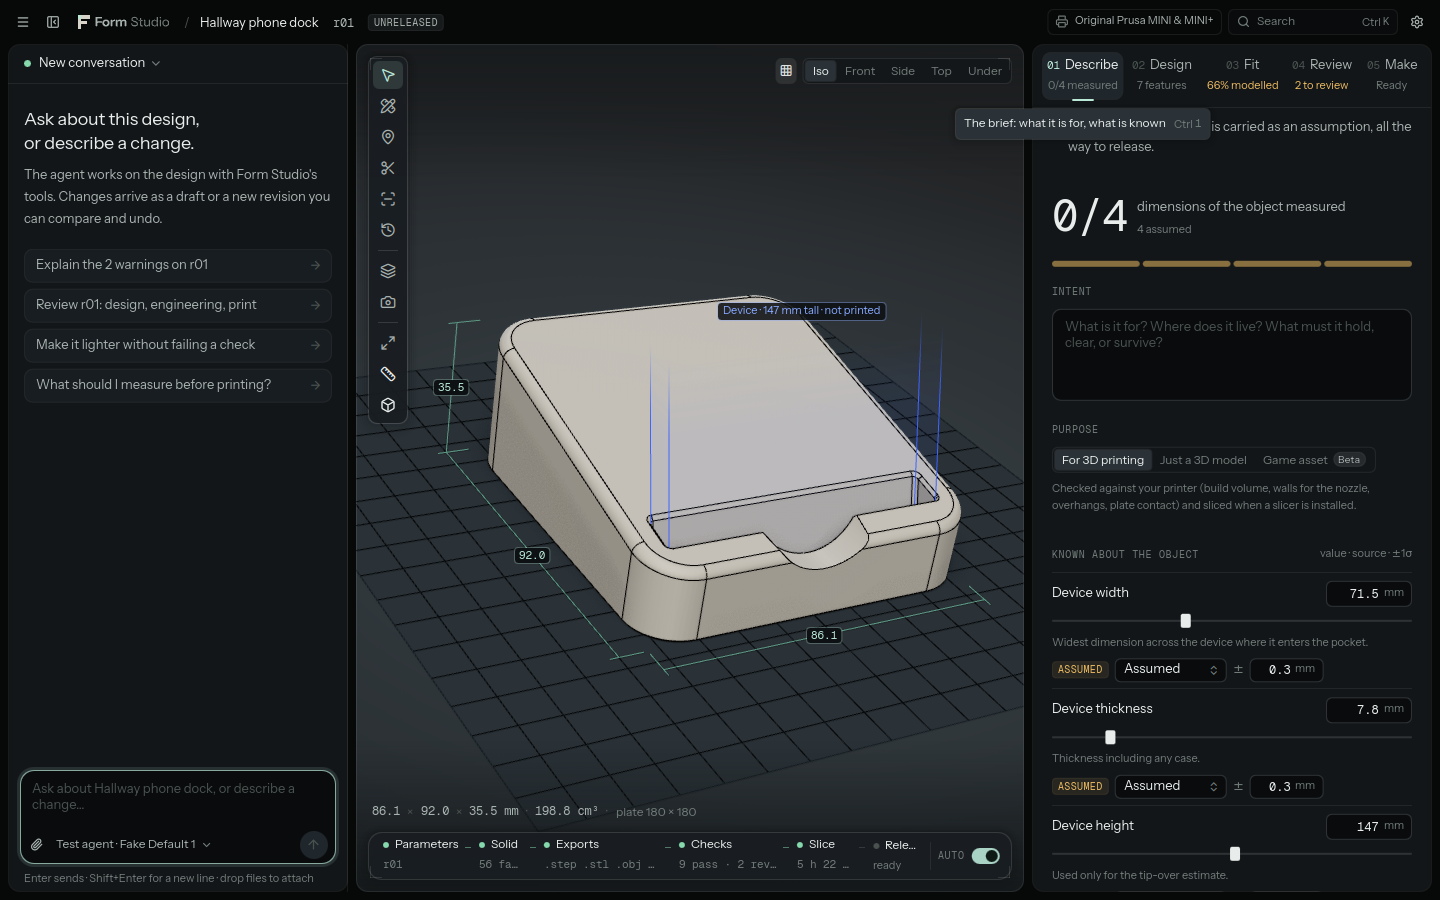 Form Studio / Hallway phone dock r01 UNRELEASED
Original Prusa MINI & MINI+
Search Ctrl K
New conversation
Ask about this design,
or describe a change.
The agent works on the design with Form Studio's
tools. Changes arrive as a draft or a new revision you
can compare and undo.
Explain the 2 warnings on r01
Review r01: design, engineering, print
Make it lighter without failing a check
What should I measure before printing?
Ask about Hallway phone dock, or describe a
change...
Test agent · Fake Default 1
Enter sends · Shift+Enter for a new line · drop files to attach
Iso Front Side Top Under
Device · 147 mm tall · not printed
35.5
92.0
86.1
86.1 × 92.0 × 35.5 mm · 198.8 cm³ · plate 180 × 180
Parameters
r01
Solid
56 fa…
Exports
.step .stl .obj …
Checks
9 pass · 2 rev…
Slice
5 h 22 …
Rele…
ready
AUTO
01 Describe
0/4 measured
02 Design
7 features
03 Fit
66% modelled
04 Review
2 to review
05 Make
Ready
The brief: what it is for, what is known Ctrl 1
is carried as an assumption, all the
way to release.
0/4
dimensions of the object measured
4 assumed
INTENT
What is it for? Where does it live? What must it hold,
clear, or survive?
PURPOSE
For 3D printing Just a 3D model Game asset Beta
Checked against your printer (build volume, walls for the nozzle,
overhangs, plate contact) and sliced when a slicer is installed.
KNOWN ABOUT THE OBJECT value · source · ±1σ
Device width 71.5 mm
Widest dimension across the device where it enters the pocket.
ASSUMED Assumed ± 0.3 mm
Device thickness 7.8 mm
Thickness including any case.
ASSUMED Assumed ± 0.3 mm
Device height 147 mm
Used only for the tip-over estimate.